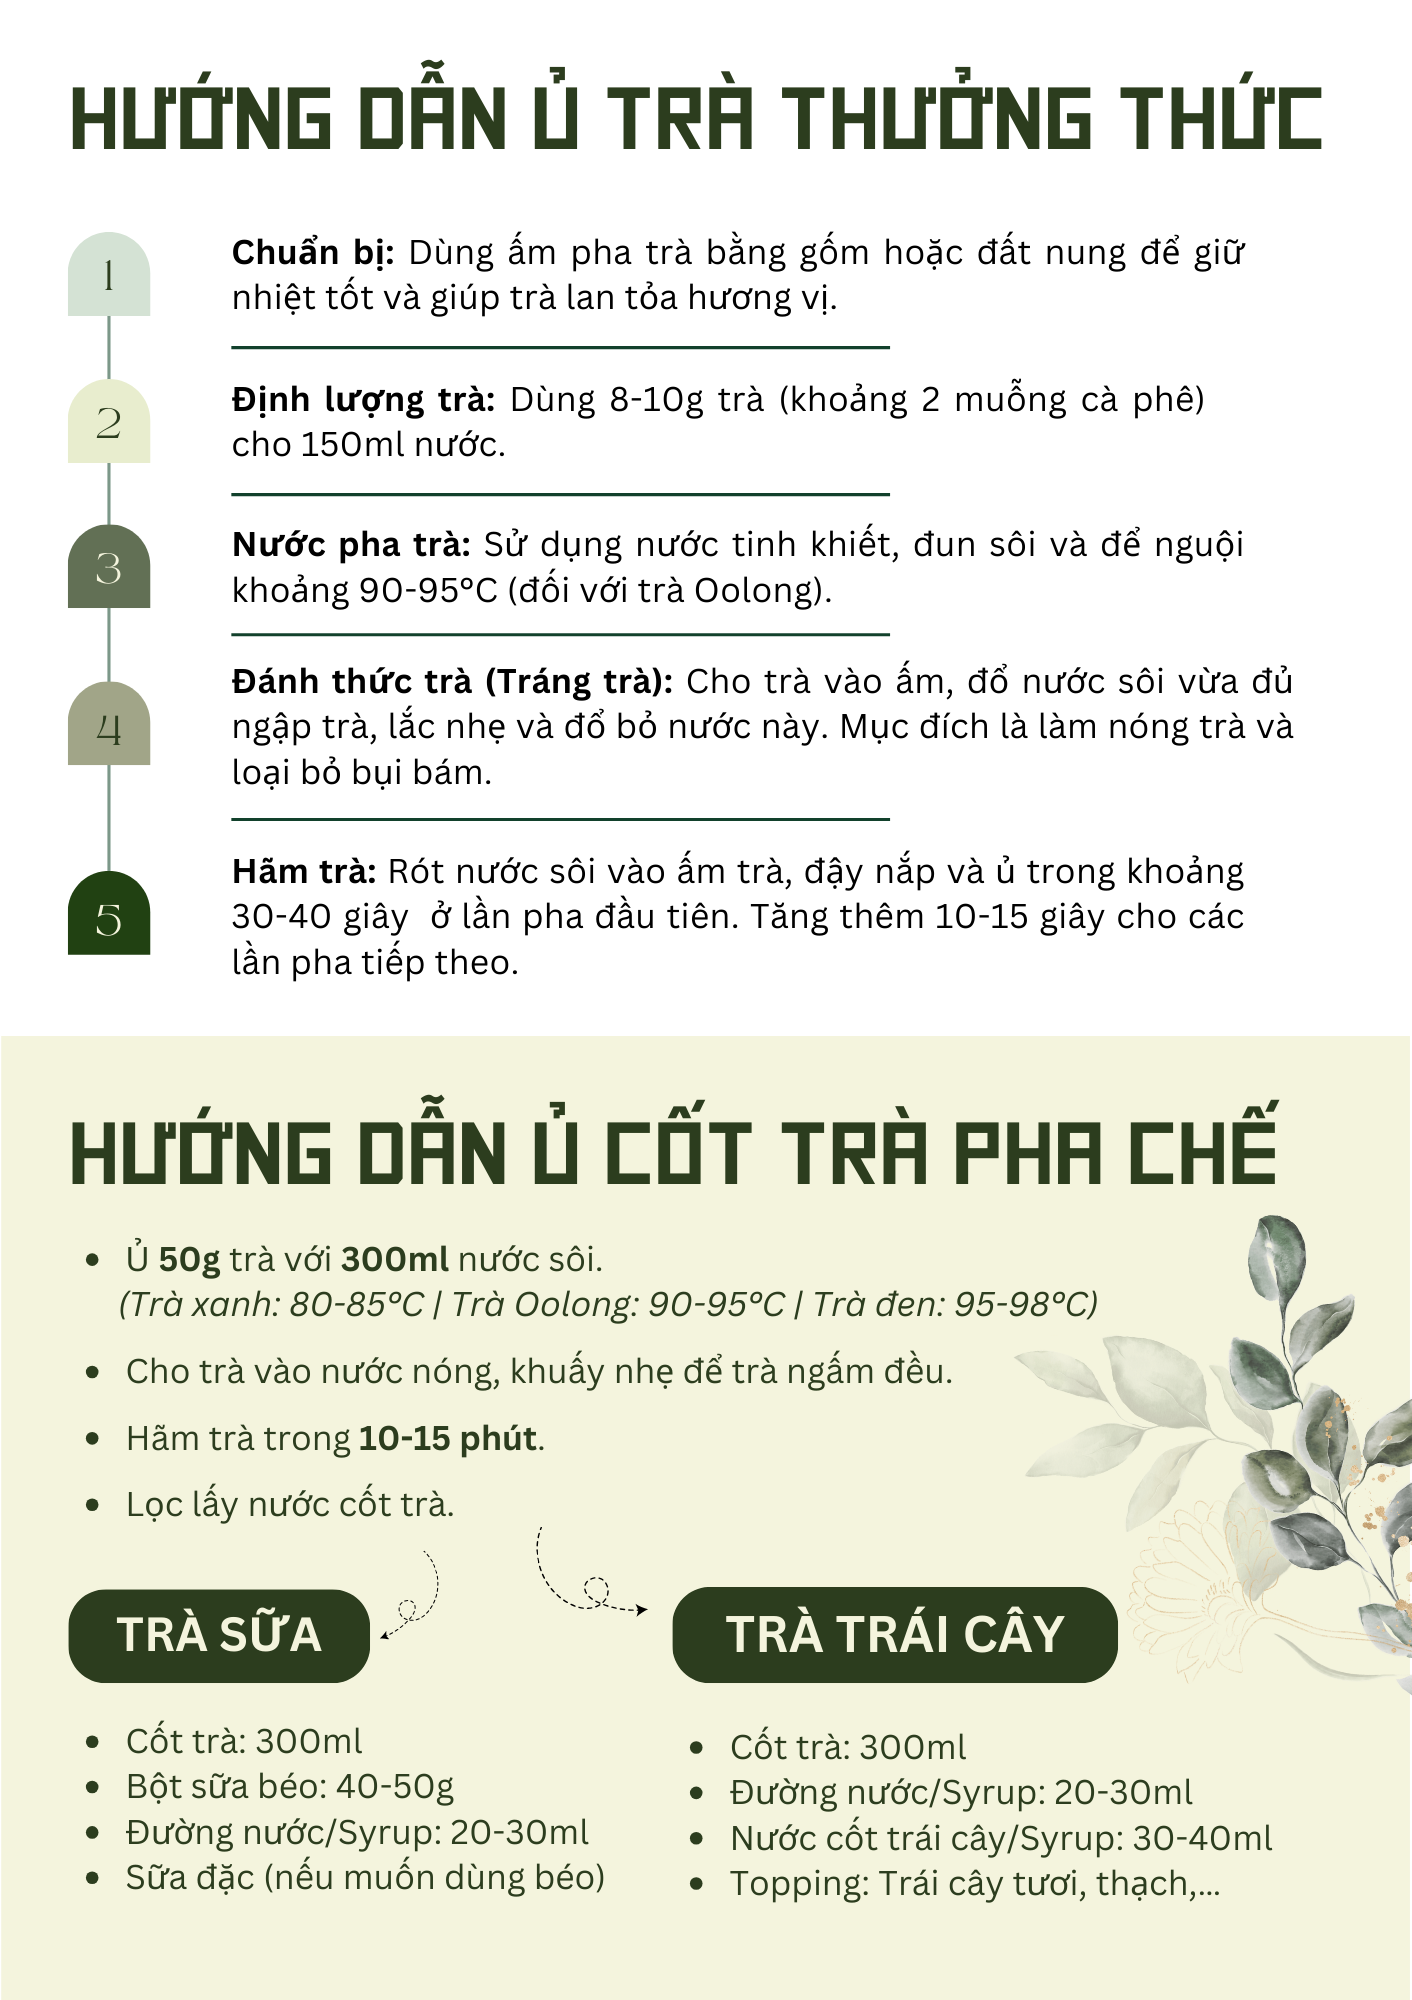 HƯỚNG DẪN Ủ TRÀ THƯỞNG THỨC
1
Chuẩn bị: Dùng ấm pha trà bằng gốm hoặc đất nung để giữ
nhiệt tốt và giúp trà lan tỏa hương vị.
2
Định lượng trà: Dùng 8-10g trà (khoảng 2 muỗng cà phê)
cho 150ml nước.
3
Nước pha trà: Sử dụng nước tinh khiết, đun sôi và để nguội
khoảng 90-95°C (đối với trà Oolong).
4
Đánh thức trà (Tráng trà): Cho trà vào ấm, đổ nước sôi vừa đủ
ngập trà, lắc nhẹ và đổ bỏ nước này. Mục đích là làm nóng trà và
loại bỏ bụi bám.
5
Hãm trà: Rót nước sôi vào ấm trà, đậy nắp và ủ trong khoảng
30-40 giây ở lần pha đầu tiên. Tăng thêm 10-15 giây cho các
lần pha tiếp theo.
HƯỚNG DẪN Ủ CỐT TRÀ PHA CHẾ
• Ủ 50g trà với 300ml nước sôi.
(Trà xanh: 80-85°C | Trà Oolong: 90-95°C | Trà đen: 95-98°C)
• Cho trà vào nước nóng, khuấy nhẹ để trà ngấm đều.
• Hãm trà trong 10-15 phút.
• Lọc lấy nước cốt trà.
TRÀ SỮA
• Cốt trà: 300ml
• Bột sữa béo: 40-50g
• Đường nước/Syrup: 20-30ml
• Sữa đặc (nếu muốn dùng béo)
TRÀ TRÁI CÂY
• Cốt trà: 300ml
• Đường nước/Syrup: 20-30ml
• Nước cốt trái cây/Syrup: 30-40ml
• Topping: Trái cây tươi, thạch,...